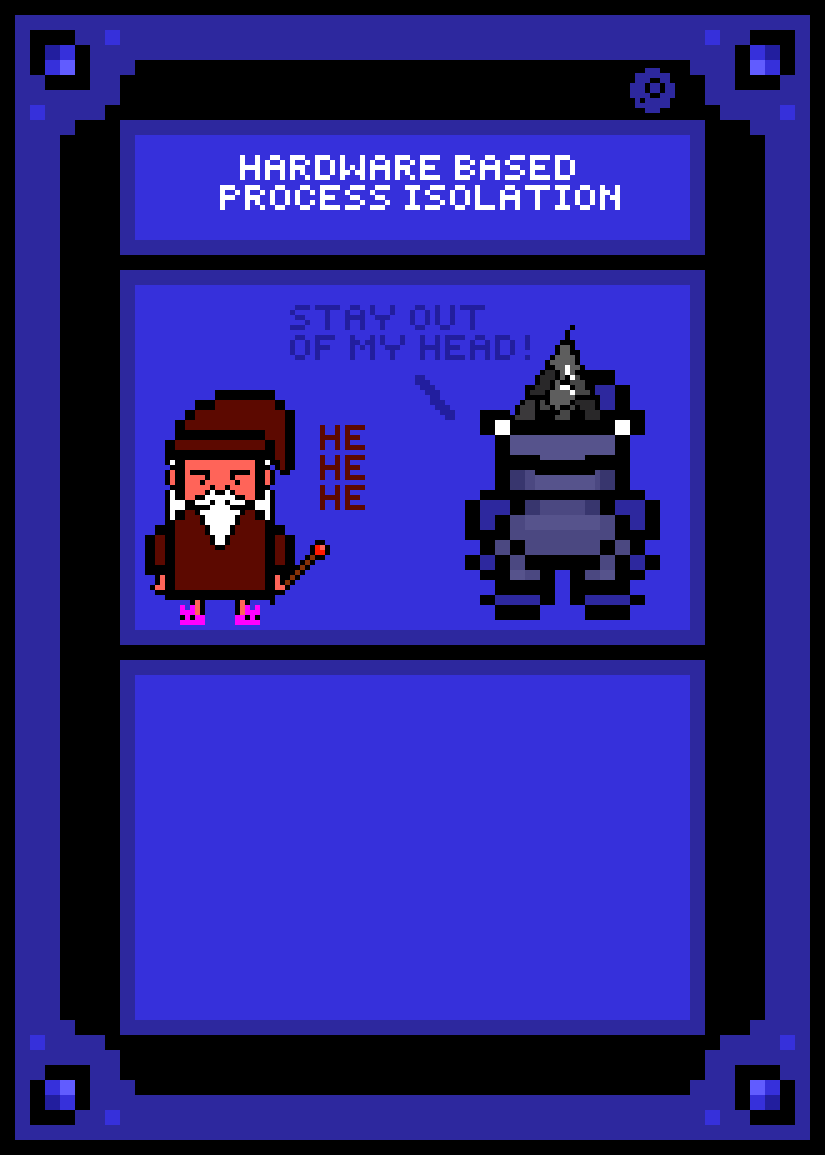 HARDWARE BASED
PROCESS ISOLATION
STAY OUT
OF MY HEAD!
HE
HE
HE